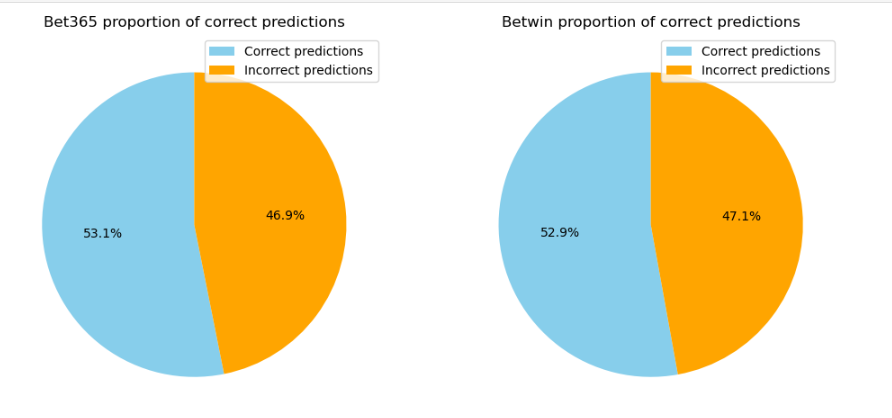 Bet365 proportion of correct predictions
Correct predictions
Incorrect predictions
53.1%
46.9%
Betwin proportion of correct predictions
Correct predictions
Incorrect predictions
52.9%
47.1%